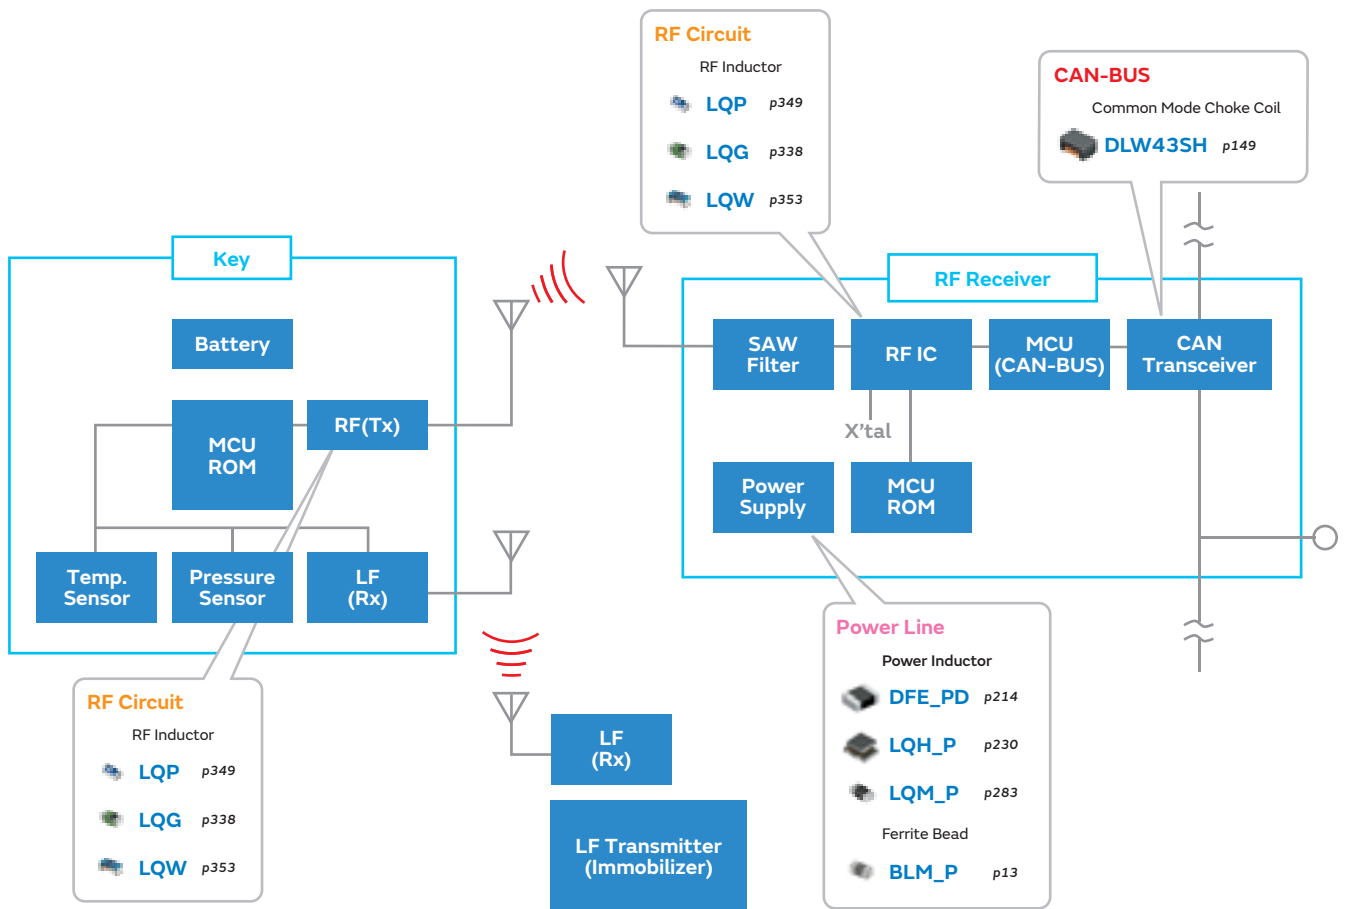 RF Circuit
RF Inductor
LQP p349
LQG p338
LQW p353
CAN-BUS
Common Mode Choke Coil
DLW43SH p149
Key
Battery
MCU
ROM
RF(Tx)
Temp.
Sensor
Pressure
Sensor
LF
(Rx)
RF Circuit
RF Inductor
LQP p349
LQG p338
LQW p353
LF
(Rx)
LF Transmitter
(Immobilizer)
RF Receiver
SAW
Filter
RF IC
MCU
(CAN-BUS)
CAN
Transceiver
X'tal
Power
Supply
MCU
ROM
Power Line
Power Inductor
DFE_PD p214
LQH_P p230
LQM_P p283
Ferrite Bead
BLM_P p13